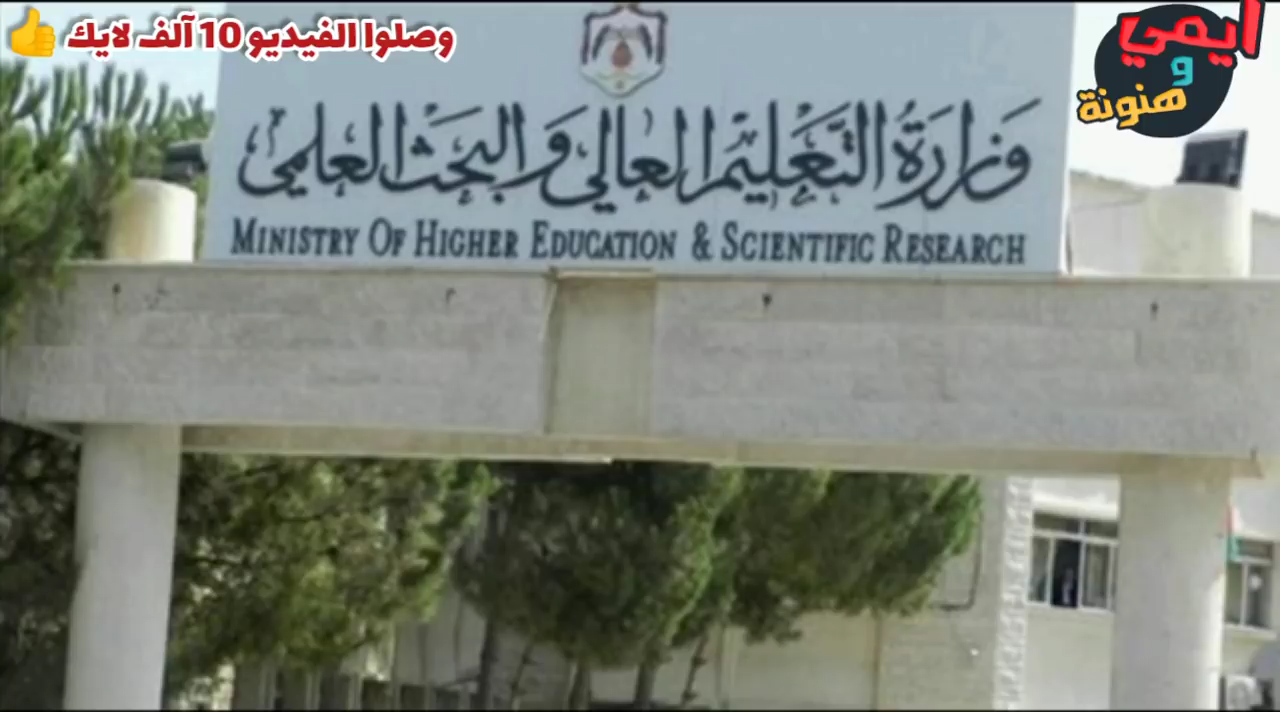 وصلوا الفيديو 10 آلف لايك
ايمي
و
هنونة
وزارة التعليم العالي والبحث العلمي
MINISTRY OF HIGHER EDUCATION & SCIENTIFIC RESEARCH